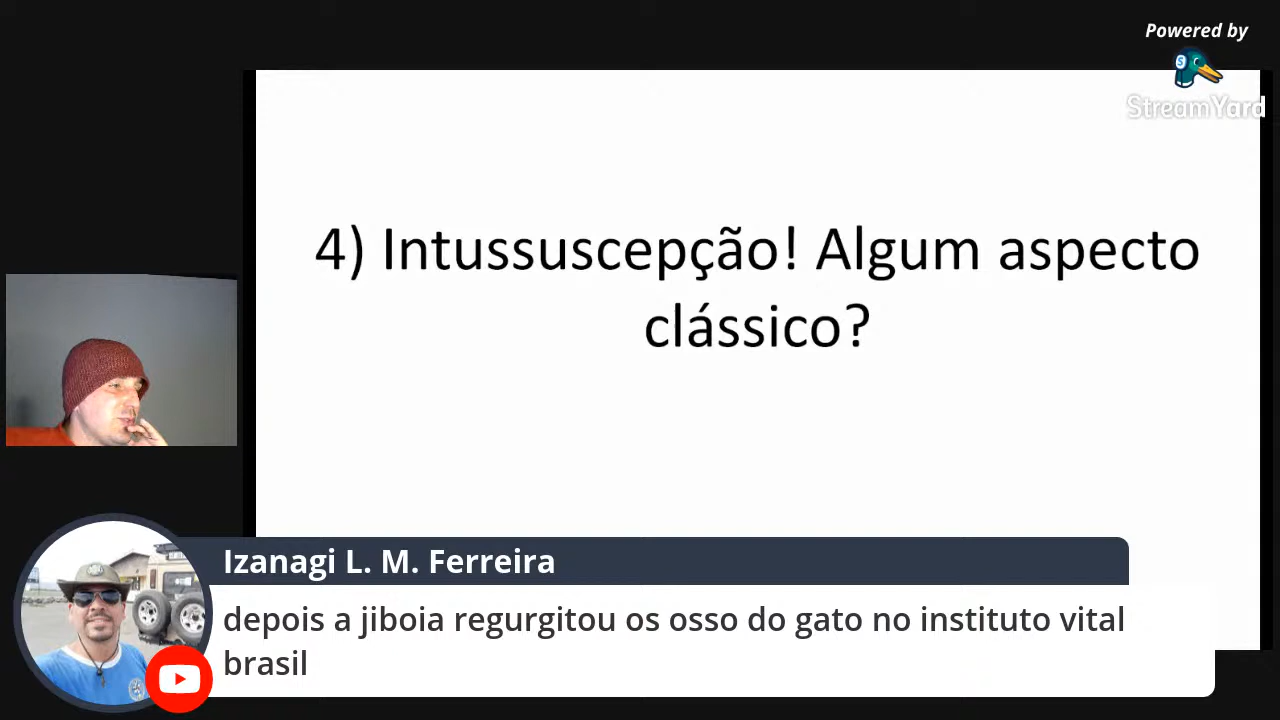 Powered by
StreamYard
4) Intussuscepção! Algum aspecto
clássico?
Izanagi L. M. Ferreira
depois a jiboia regurgitou os osso do gato no instituto vital
brasil